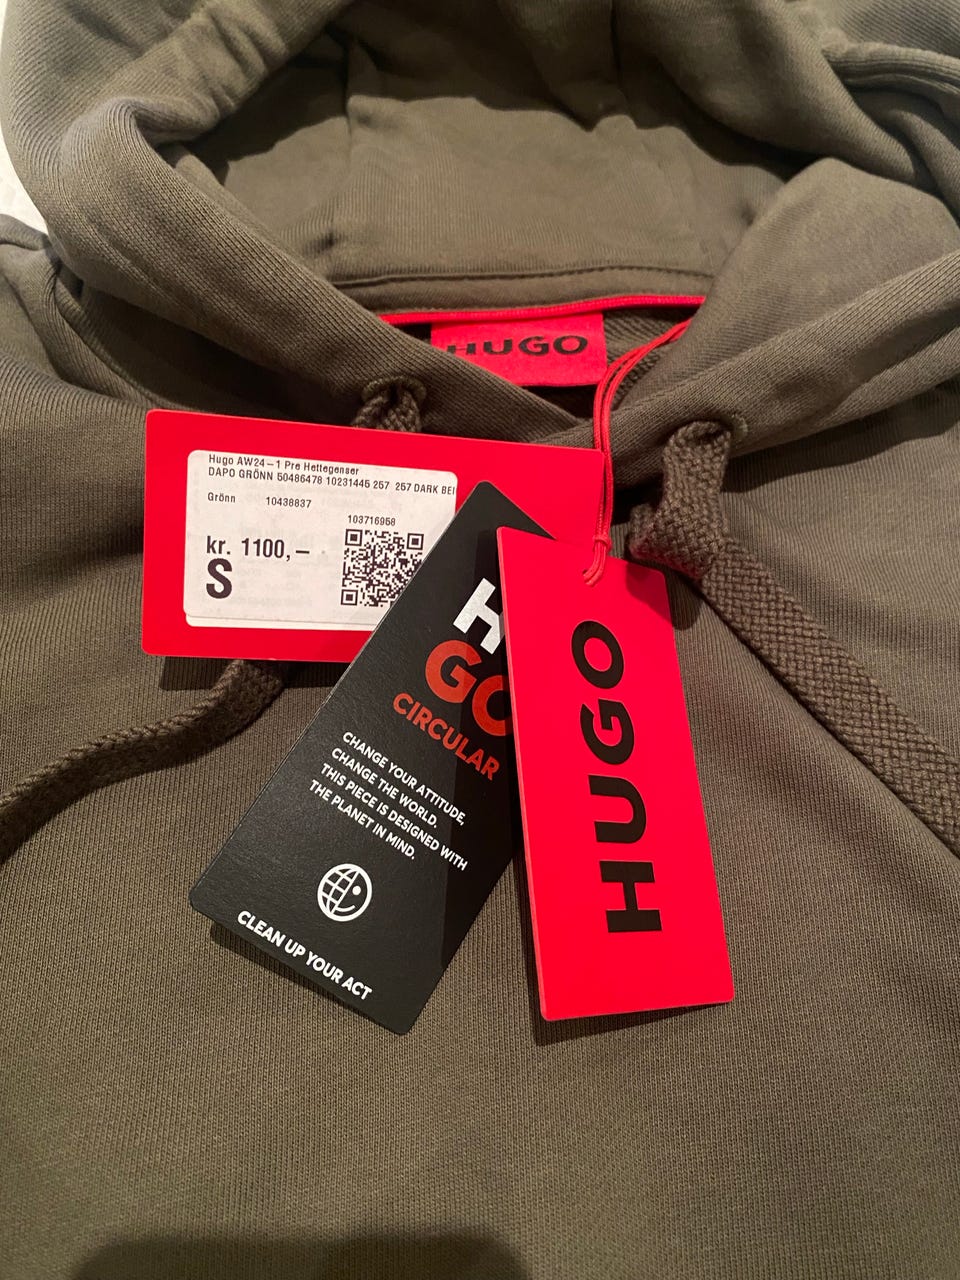 HUGO
Hugo AW24-1 Pre Hettegenser
DAPO GRÖNN 50486478 10231445 257 257 DARK BEI
Grönn 10438837
103716958
kr. 1100,-
S
H
GO
CIRCULAR
CHANGE YOUR ATTITUDE,
CHANGE THE WORLD.
THIS PIECE IS DESIGNED WITH
THE PLANET IN MIND.
CLEAN UP YOUR ACT
HUGO